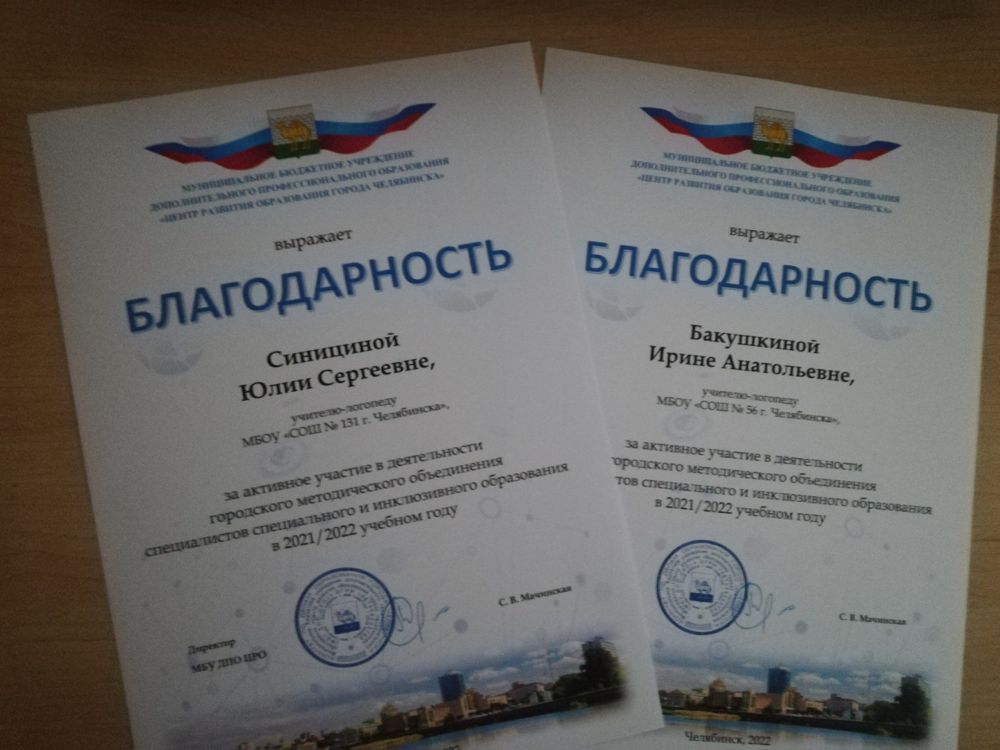 МУНИЦИПАЛЬНОЕ БЮДЖЕТНОЕ УЧРЕЖДЕНИЕ
ДОПОЛНИТЕЛЬНОГО ПРОФЕССИОНАЛЬНОГО ОБРАЗОВАНИЯ
«ЦЕНТР РАЗВИТИЯ ОБРАЗОВАНИЯ ГОРОДА ЧЕЛЯБИНСКА»
выражает
БЛАГОДАРНОСТЬ
Синициной
Юлии Сергеевне,
учителю-логопеду
МБОУ «СОШ № 131 г. Челябинска»,
за активное участие в деятельности
городского методического объединения
специалистов специального и инклюзивного образования
в 2021/2022 учебном году
Директор
МБУ ДПО ЦРО
С. В. Мачинская
МУНИЦИПАЛЬНОЕ БЮДЖЕТНОЕ УЧРЕЖДЕНИЕ
ДОПОЛНИТЕЛЬНОГО ПРОФЕССИОНАЛЬНОГО ОБРАЗОВАНИЯ
«ЦЕНТР РАЗВИТИЯ ОБРАЗОВАНИЯ ГОРОДА ЧЕЛЯБИНСКА»
выражает
БЛАГОДАРНОСТЬ
Бакушкиной
Ирине Анатольевне,
учителю-логопеду
МБОУ «СОШ № 56 г. Челябинска»,
за активное участие в деятельности
городского методического объединения
тов специального и инклюзивного образования
в 2021/2022 учебном году
С. В. Мачинская
Челябинск, 2022